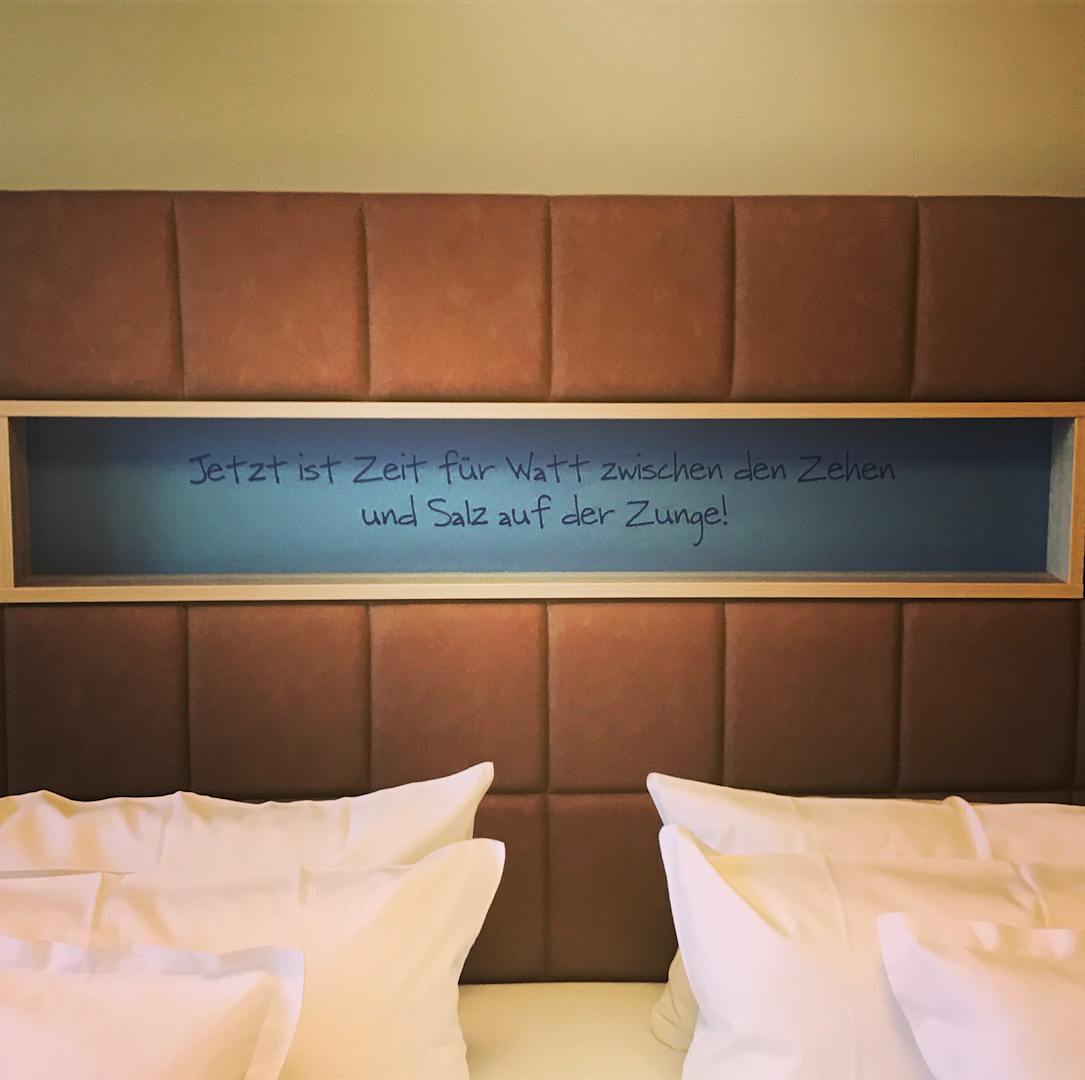 Jetzt ist Zeit für Watt zwischen den Zehen
und Salz auf der Zunge!